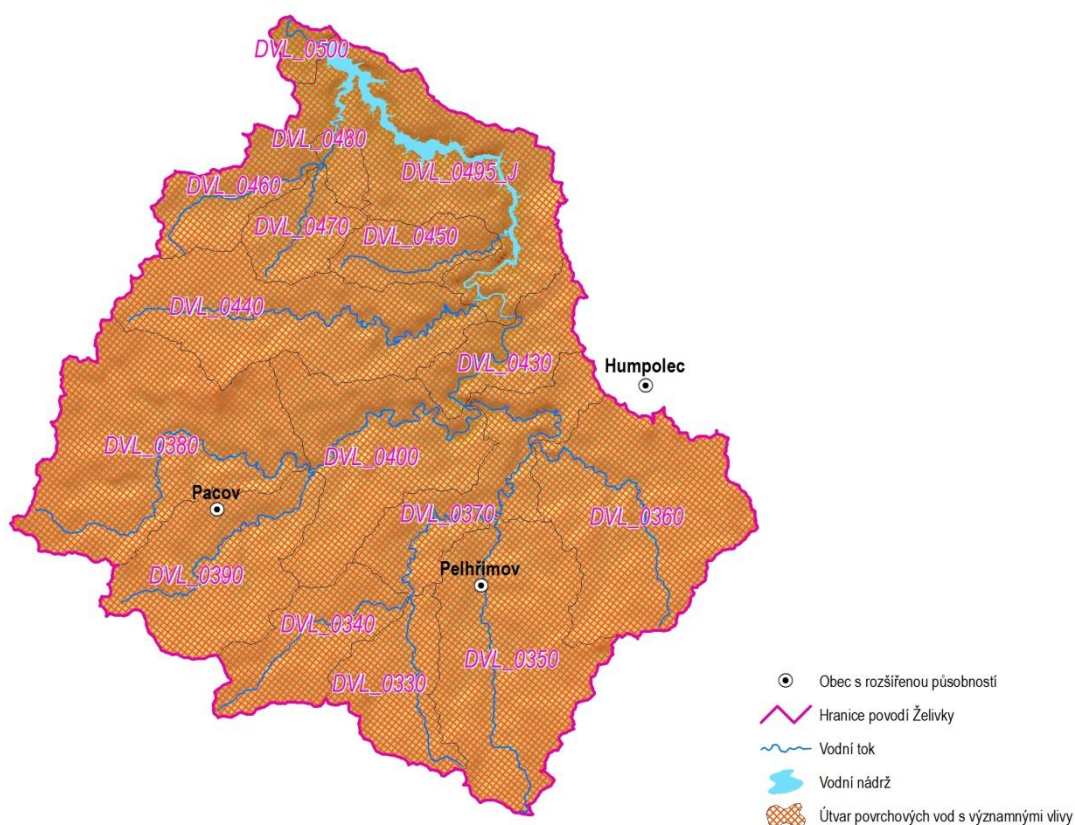 DVL_0500
DVL_0480
DVL_0495_J
DVL_0460
DVL_0470
DVL_0450
DVL_0440
DVL_0430
Humpolec
DVL_0380
DVL_0400
Pacov
DVL_0370
DVL_0360
Pelhřimov
DVL_0390
DVL_0340
DVL_0350
DVL_0330
Obec s rozšířenou působností
Hranice povodí Želivky
Vodní tok
Vodní nádrž
Útvar povrchových vod s významnými vlivy